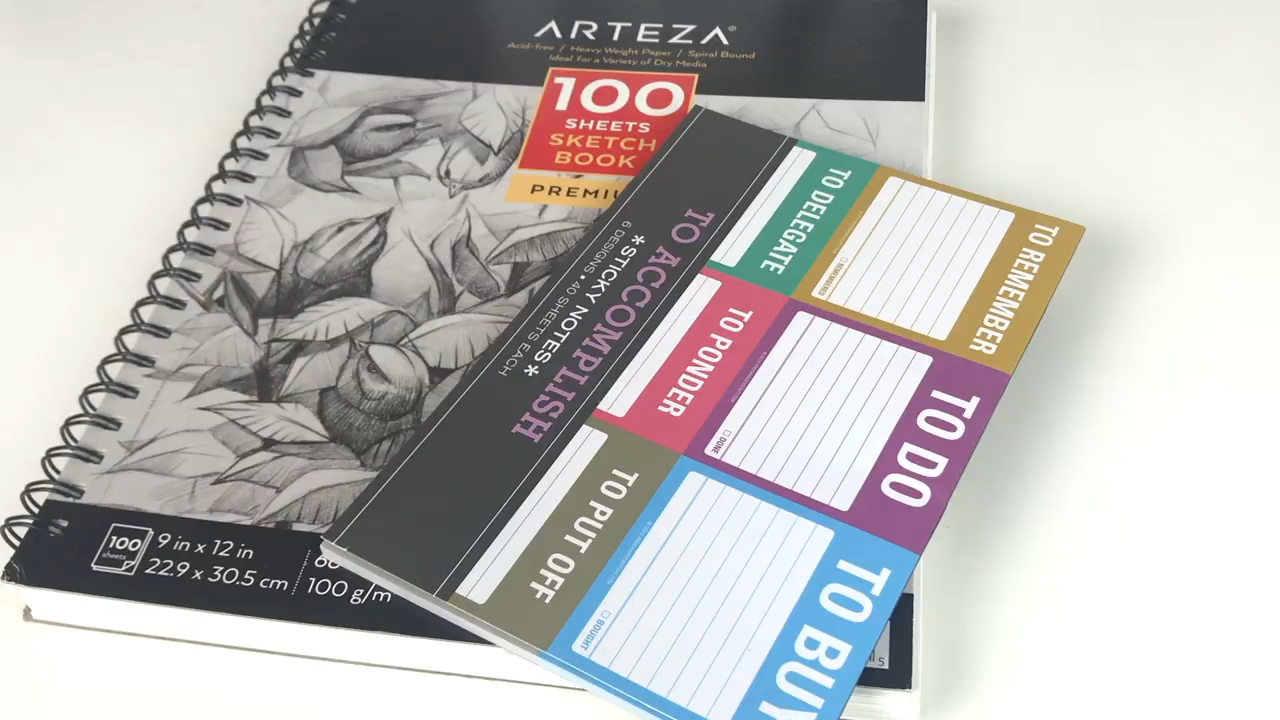 ARTEZA®
Acid-free / Heavy Weight Paper / Spiral Bound
Ideal for a Variety of Dry Media
100
SHEETS
SKETCH
BOOK
100
sheets
9 in x 12 in
22.9 x 30.5 cm
100 g/m
5
TO ACCOMPLISH
*STICKY NOTES*
6 DESIGNS • 40 SHEETS EACH
TO DELEGATE
TO PONDER
TO PUT OFF
TO REMEMBER
REMEMBERED
TO DO
DONE
TO BUY
BOUGHT